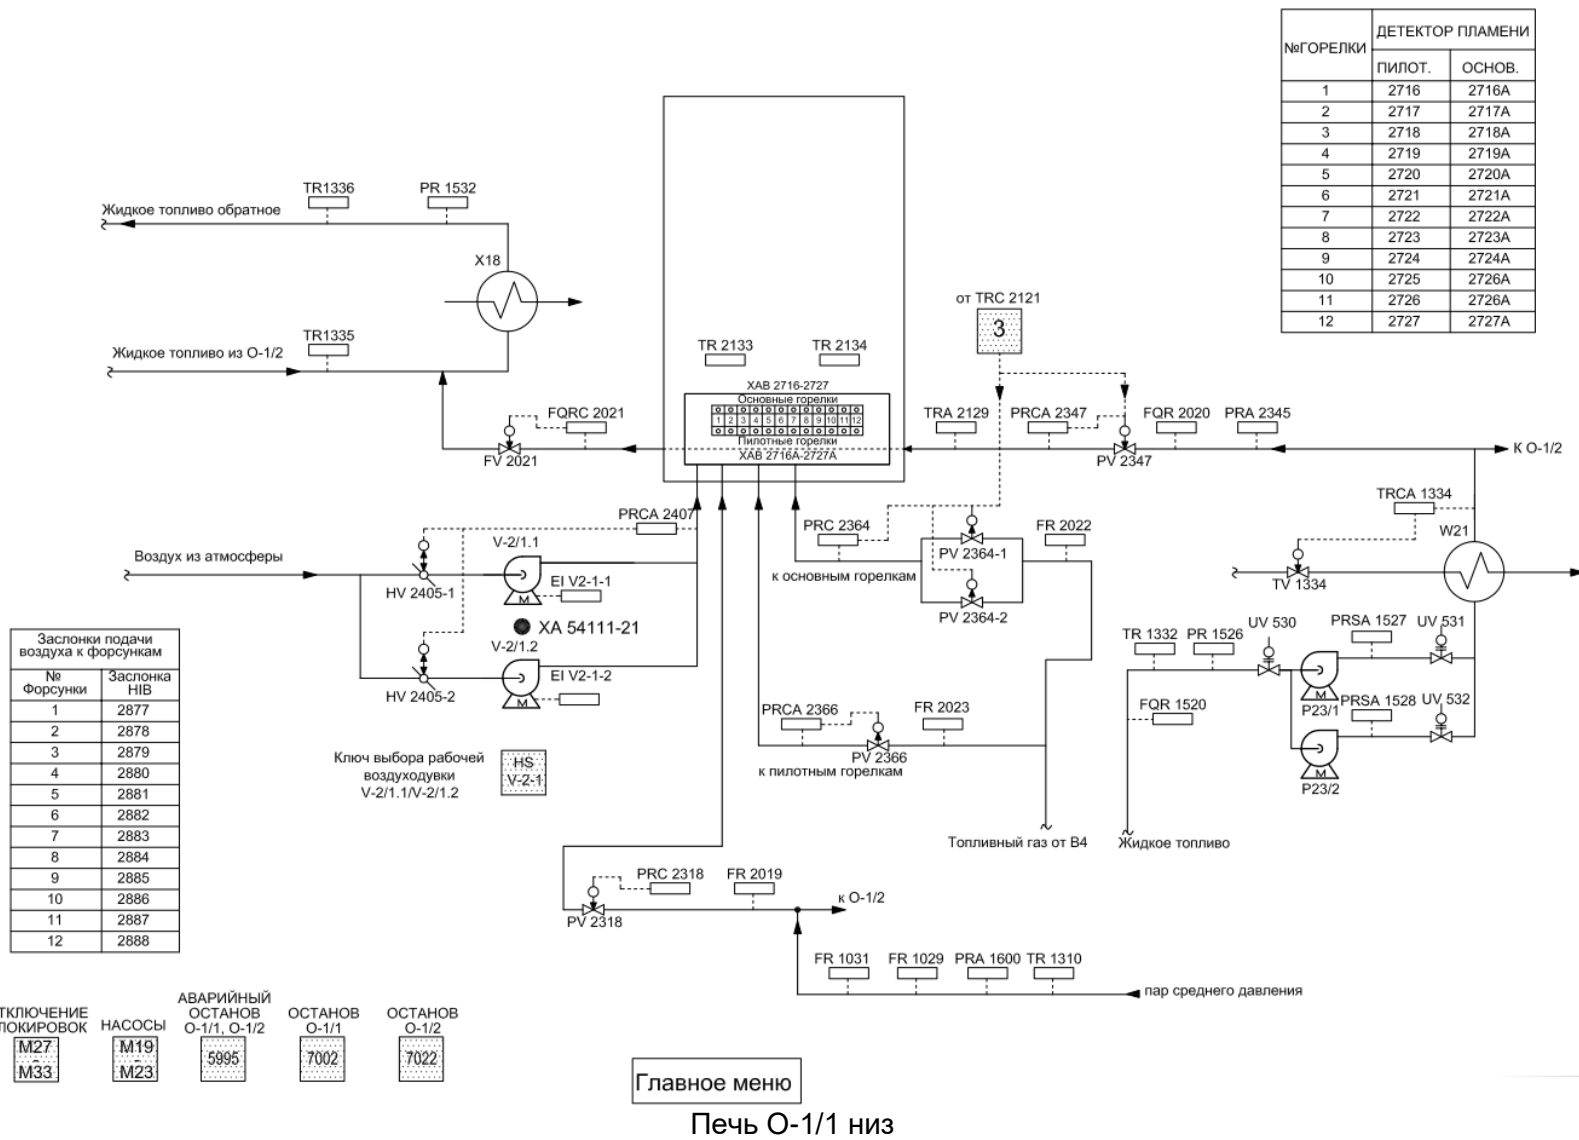 №ГОРЕЛКИ
ДЕТЕКТОР ПЛАМЕНИ
ПИЛОТ. ОСНОВ.
1 2716 2716А
2 2717 2717А
3 2718 2718А
4 2719 2719А
5 2720 2720А
6 2721 2721А
7 2722 2722А
8 2723 2723А
9 2724 2724А
10 2725 2726А
11 2726 2726А
12 2727 2727А
TR1336 PR 1532
Жидкое топливо обратное
X18
TR1335
Жидкое топливо из О-1/2
от TRC 2121
3
TR 2133 TR 2134
ХАВ 2716-2727
Основные горелки
1 2 3 4 5 6 7 8 9 10 11 12
Пилотные горелки
ХАВ 2716А-2727А
FQRC 2021
FV 2021
TRA 2129 PRCA 2347 FQR 2020 PRA 2345
PV 2347
К О-1/2
TRCA 1334
W21
TV 1334
PRCA 2407
Воздух из атмосферы
V-2/1.1
HV 2405-1
EI V2-1-1
ХА 54111-21
V-2/1.2
HV 2405-2
EI V2-1-2
M
M
PRC 2364
PV 2364-1
FR 2022
к основным горелкам
PV 2364-2
TR 1332 PR 1526 UV 530 PRSA 1527 UV 531
M
P23/1
FQR 1520
PRSA 1528 UV 532
M
P23/2
Заслонки подачи
воздуха к форсункам
№
Форсунки
Заслонка
HIB
1 2877
2 2878
3 2879
4 2880
5 2881
6 2882
7 2883
8 2884
9 2885
10 2886
11 2887
12 2888
PRCA 2366
FR 2023
PV 2366
к пилотным горелкам
Ключ выбора рабочей
воздуходувки
V-2/1.1/V-2/1.2
HS
V-2-1
Топливный газ от В4
Жидкое топливо
PRC 2318 FR 2019
PV 2318
к О-1/2
FR 1031 FR 1029 PRA 1600 TR 1310
пар среднего давления
ТКЛЮЧЕНИЕ
ЛОКИРОВОК
M27
-
M33
НАСОСЫ
M19
-
M23
АВАРИЙНЫЙ
ОСТАНОВ
О-1/1, О-1/2
5995
ОСТАНОВ
О-1/1
7002
ОСТАНОВ
О-1/2
7022
Главное меню
Печь О-1/1 низ